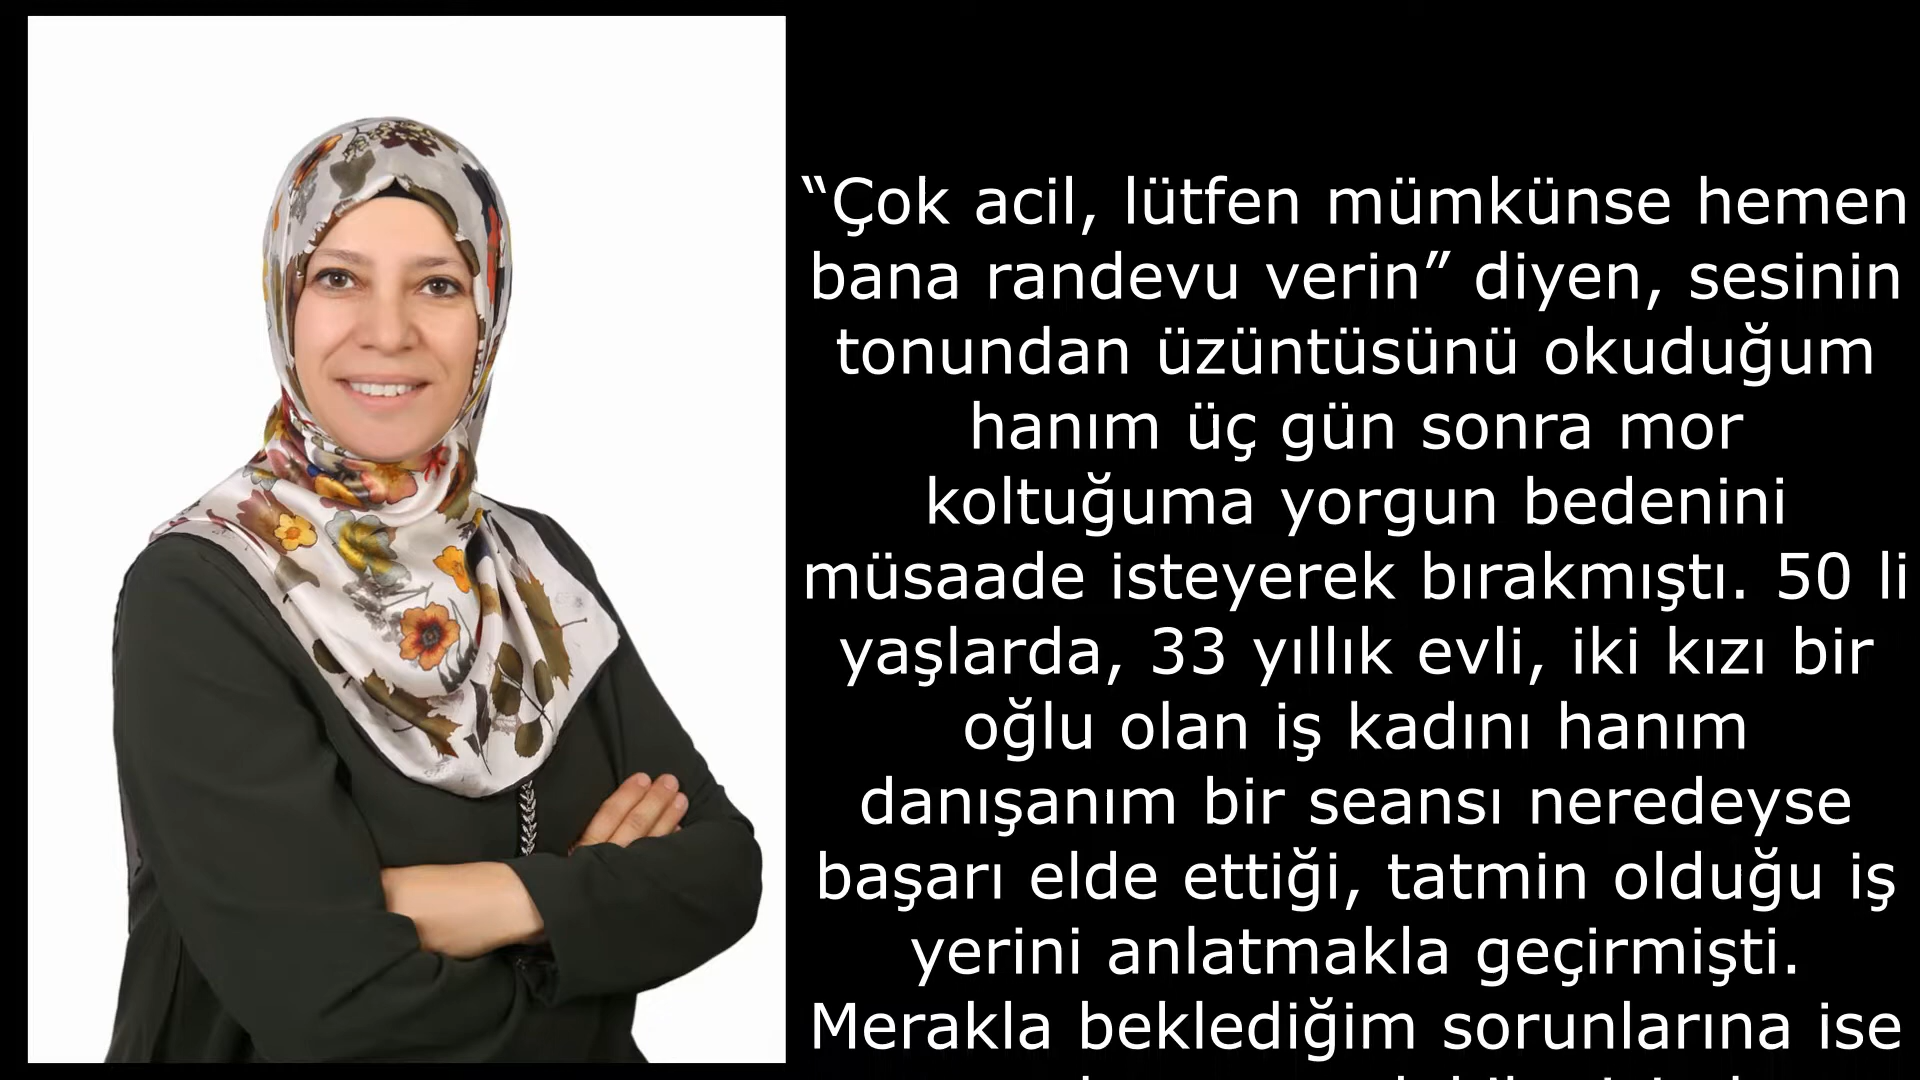 “Çok acil, lütfen mümkünse hemen
bana randevu verin” diyen, sesinin
tonundan üzüntüsünü okuduğum
hanım üç gün sonra mor
koltuğuma yorgun bedenini
müsaade isteyerek bırakmıştı. 50 li
yaşlarda, 33 yıllık evli, iki kızı bir
oğlu olan iş kadını hanım
danışanım bir seansı neredeyse
başarı elde ettiği, tatmin olduğu iş
yerini anlatmakla geçirmişti.
Merakla beklediğim sorunlarına ise